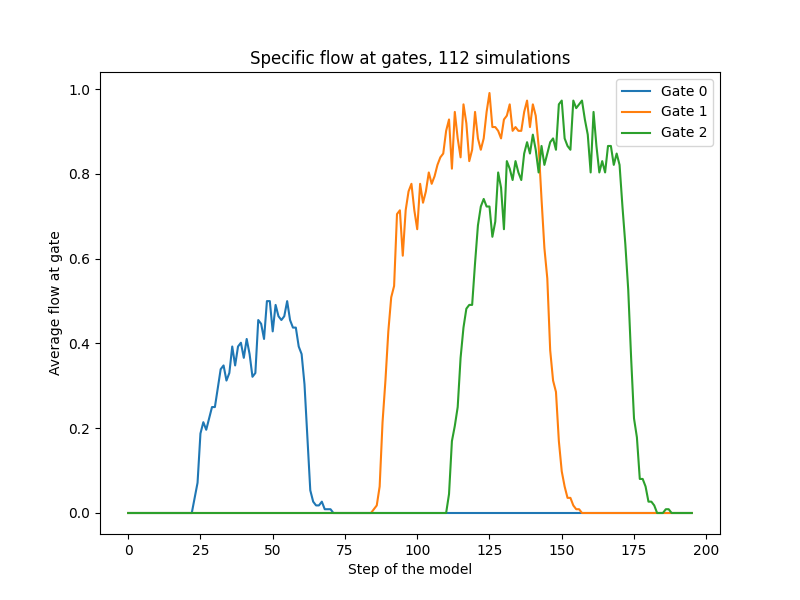 Specific flow at gates, 112 simulations
Gate 0
Gate 1
Gate 2
Average flow at gate
1.0
0.8
0.6
0.4
0.2
0.0
0 25 50 75 100 125 150 175 200
Step of the model